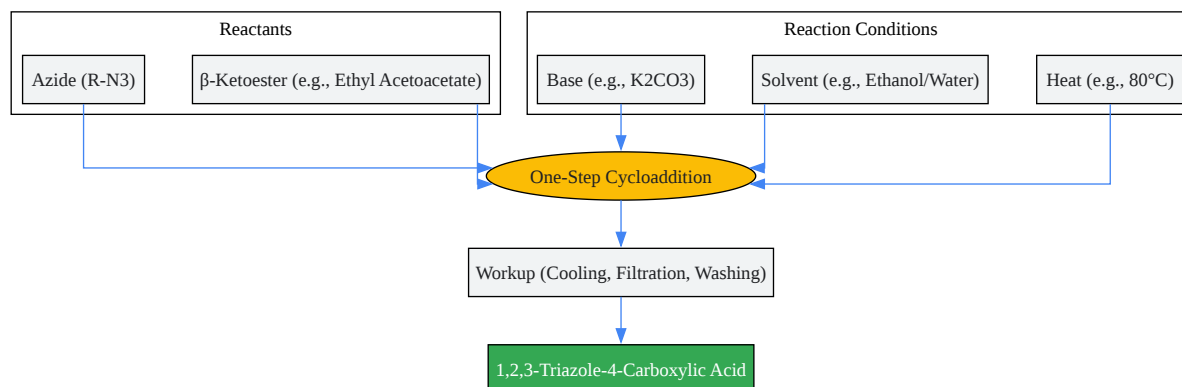 Reactants
Reaction Conditions
Azide (R-N3)
β-Ketoester (e.g., Ethyl Acetoacetate)
Base (e.g., K2CO3)
Solvent (e.g., Ethanol/Water)
Heat (e.g., 80°C)
One-Step Cycloaddition
Workup (Cooling, Filtration, Washing)
1,2,3-Triazole-4-Carboxylic Acid